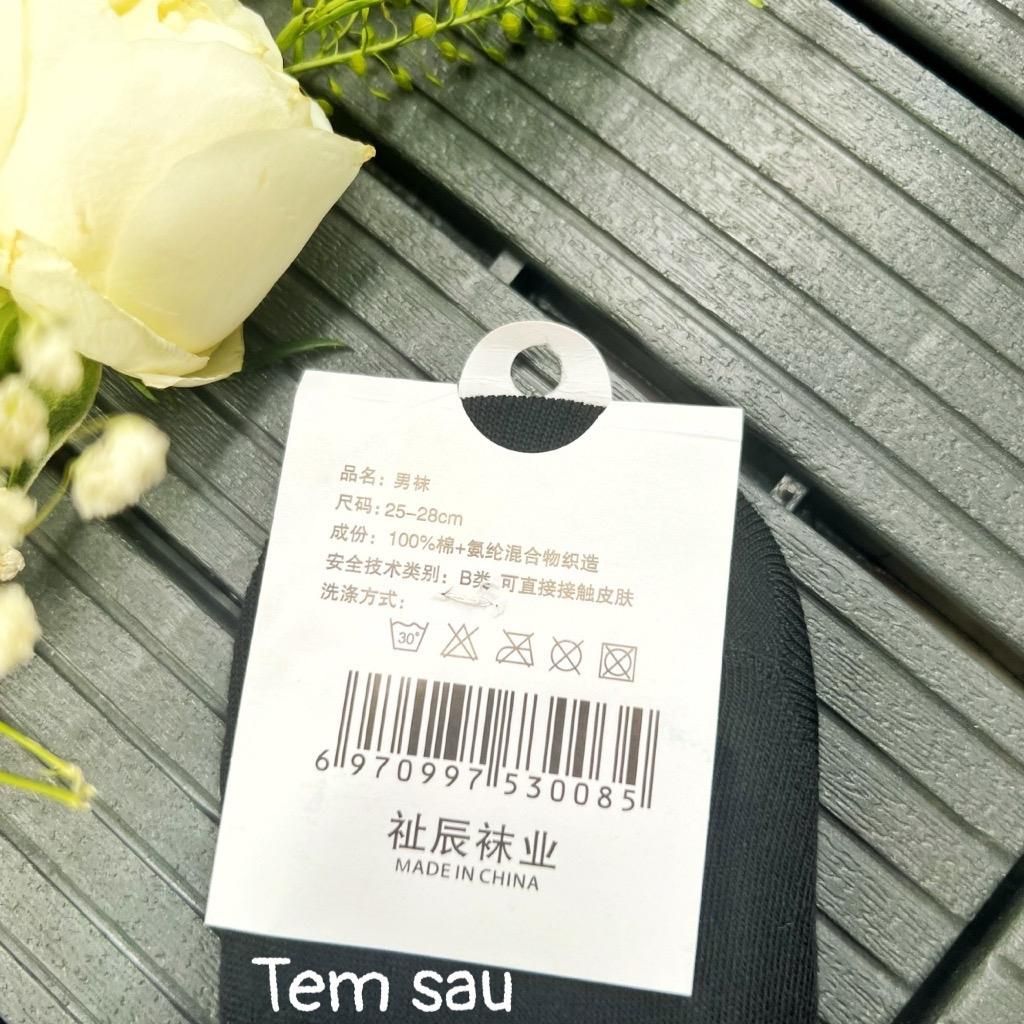 品名：男袜
尺码：25-28cm
成份：100%棉+氨纶混合物织造
安全技术类别：B类 可直接接触皮肤
洗涤方式：
30°
6 970997 530085
祉辰袜业
MADE IN CHINA
Tem sau